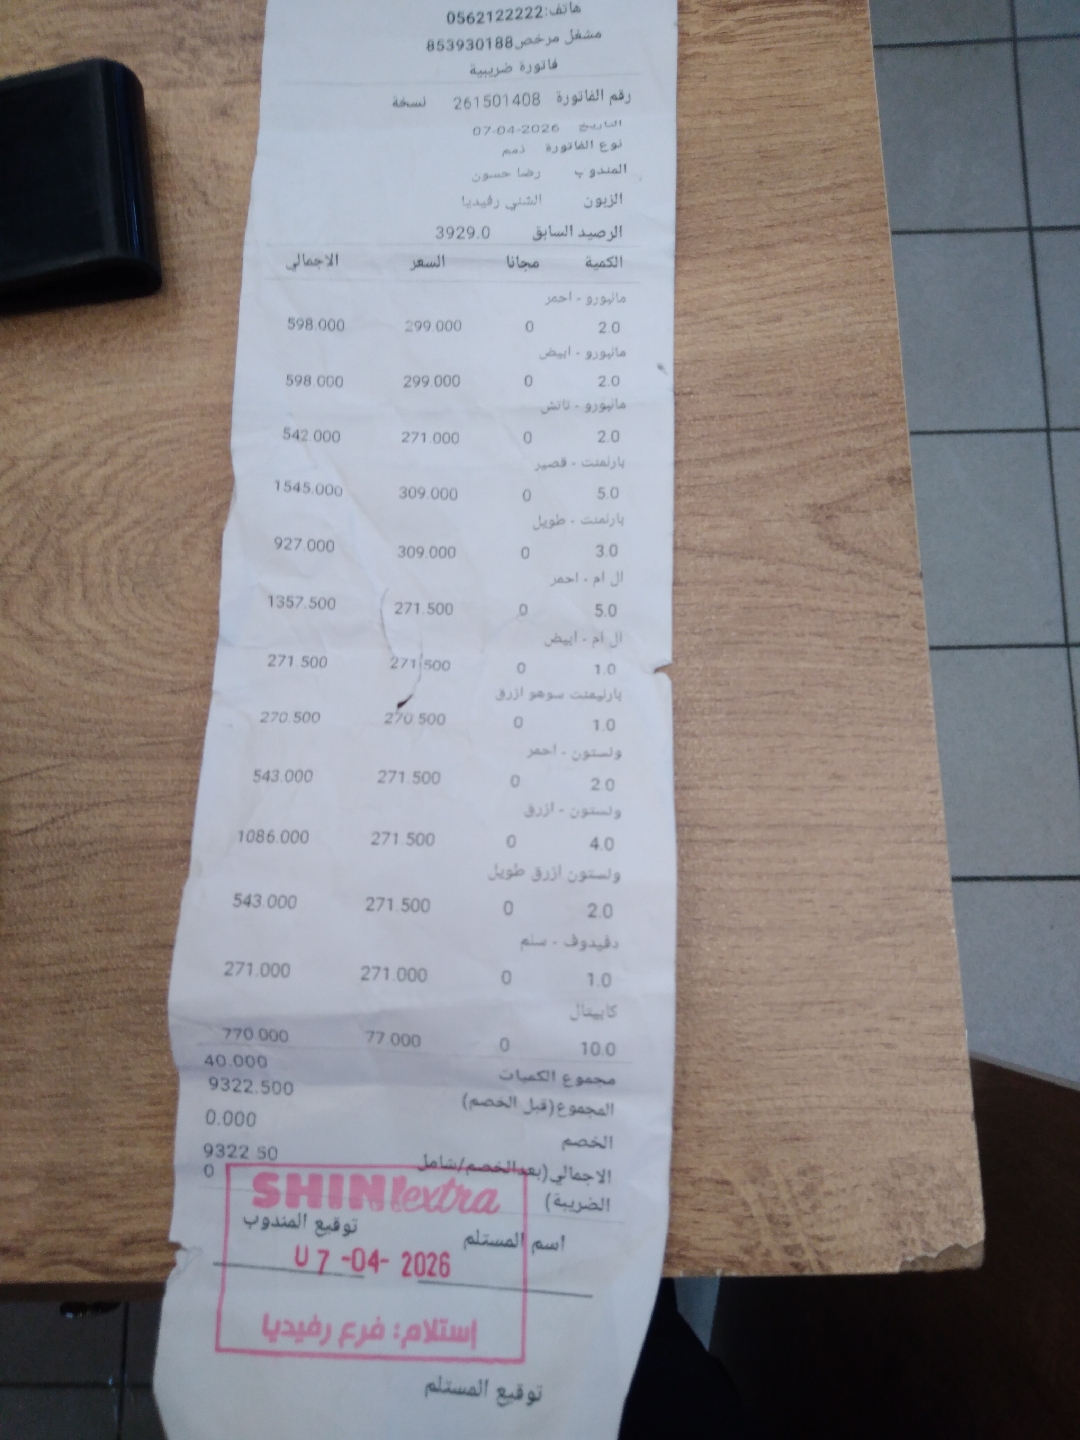 هاتف:0562122222
مشغل مرخص853930188
فاتورة ضريبية
رقم الفاتورة 261501408 نسخة
التاريخ 07-04-2026
نوع الفاتورة ذمم
المندوب رضا حسون
الزبون الشني رفيديا
الرصيد السابق 3929.0
الكمية مجانا السعر الاجمالي
مالبورو - احمر
2.0 0 299.000 598.000
مالبورو - ابيض
2.0 0 299.000 598.000
مالبورو - تاتش
2.0 0 271.000 542.000
بارلمنت - قصير
5.0 0 309.000 1545.000
بارلمنت - طويل
3.0 0 309.000 927.000
ال ام - احمر
5.0 0 271.500 1357.500
ال ام - ابيض
1.0 0 271.500 271.500
بارليمنت سوهو ازرق
1.0 0 270.500 270.500
ولستون - احمر
2.0 0 271.500 543.000
ولستون - ازرق
4.0 0 271.500 1086.000
ولستون ازرق طويل
2.0 0 271.500 543.000
دفيدوف - سلم
1.0 0 271.000 271.000
كابيتال
10.0 0 77.000 770.000
مجموع الكميات 40.000
المجموع(قبل الخصم) 9322.500
الخصم 0.000
الاجمالي(بعدالخصم/شامل الضريبة) 9322.500
SHINI extra
اسم المستلم توقيع المندوب
07-04-2026
إستلام: فرع رفيديا
توقيع المستلم